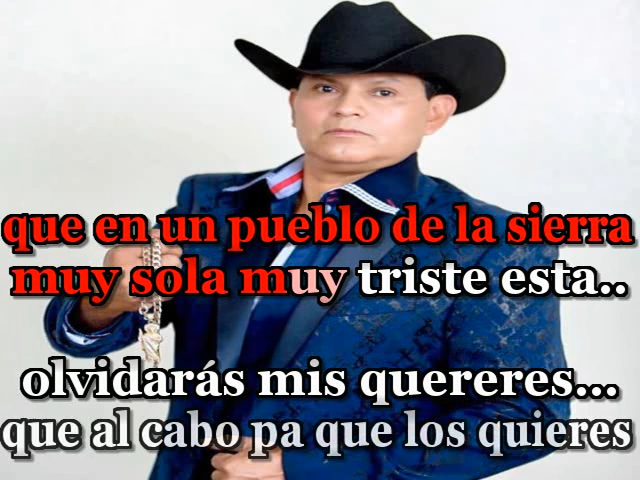 que en un pueblo de la sierra
muy sola muy triste esta..
olvidarás mis quereres...
que al cabo pa que los quieres